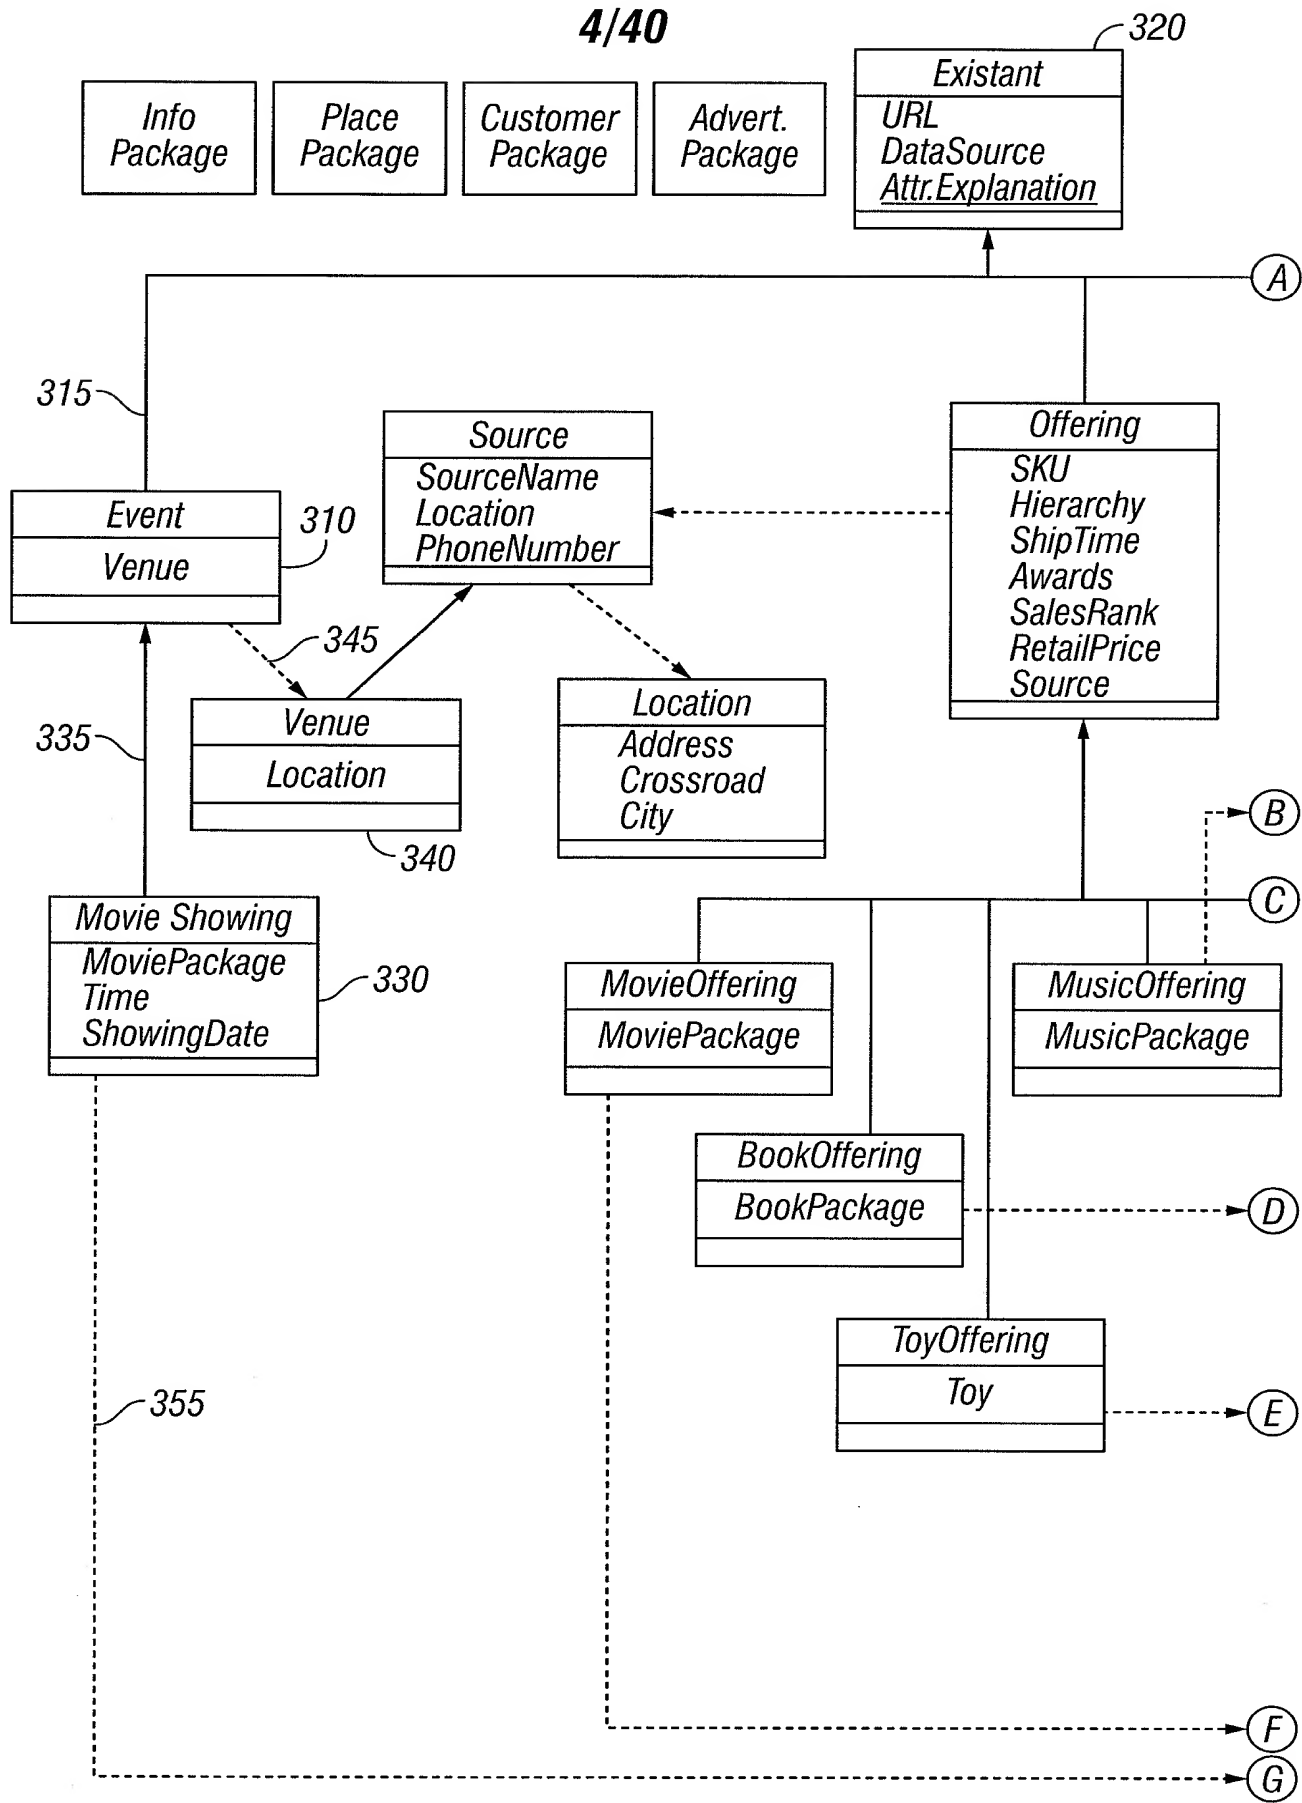 4/40
320
Info
Package
Place
Package
Customer
Package
Advert.
Package
Existant
URL
DataSource
Attr.Explanation
A
315
Source
SourceName
Location
PhoneNumber
Offering
SKU
Hierarchy
ShipTime
Awards
SalesRank
RetailPrice
Source
Event
Venue
310
345
335
Venue
Location
340
Location
Address
Crossroad
City
B
C
Movie Showing
MoviePackage
Time
ShowingDate
330
MovieOffering
MoviePackage
MusicOffering
MusicPackage
BookOffering
BookPackage
D
ToyOffering
Toy
E
355
F
G